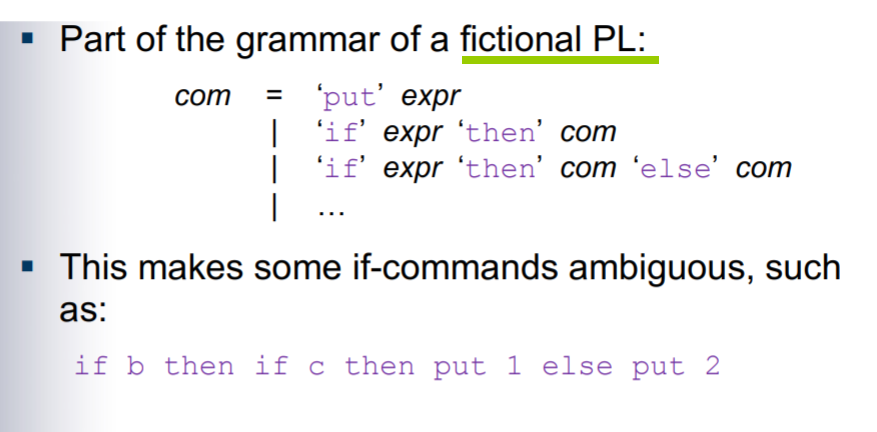 ▪ Part of the grammar of a fictional PL:
com = ‘put’ expr
| ‘if’ expr ‘then’ com
| ‘if’ expr ‘then’ com ‘else’ com
| …
▪ This makes some if-commands ambiguous, such
as:
if b then if c then put 1 else put 2